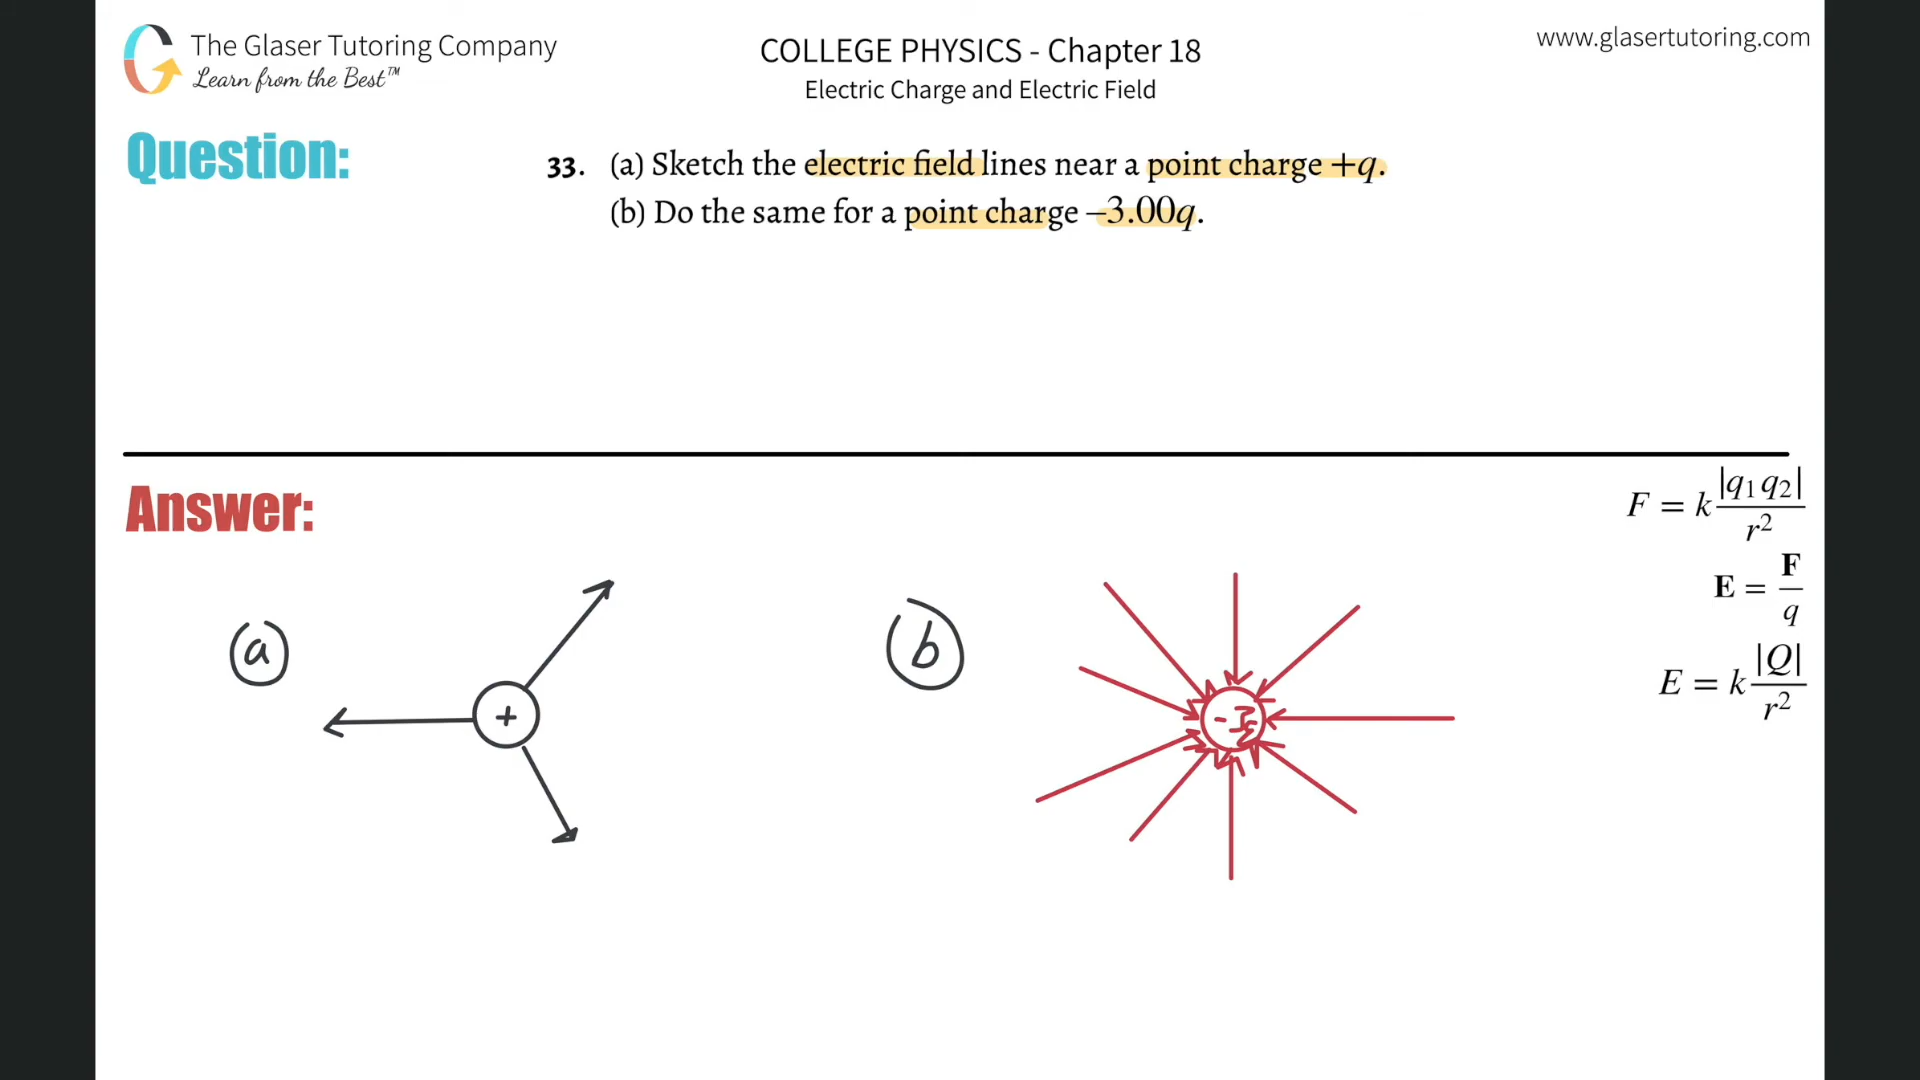 The Glaser Tutoring Company
Learn from the Best™
COLLEGE PHYSICS - Chapter 18
Electric Charge and Electric Field
www.glasertutoring.com
Question:
33. (a) Sketch the electric field lines near a point charge +q.
(b) Do the same for a point charge –3.00q.
Answer:
F = k|q₁q₂|/r²
E = F/q
E = k|Q|/r²
(a)
+
(b)